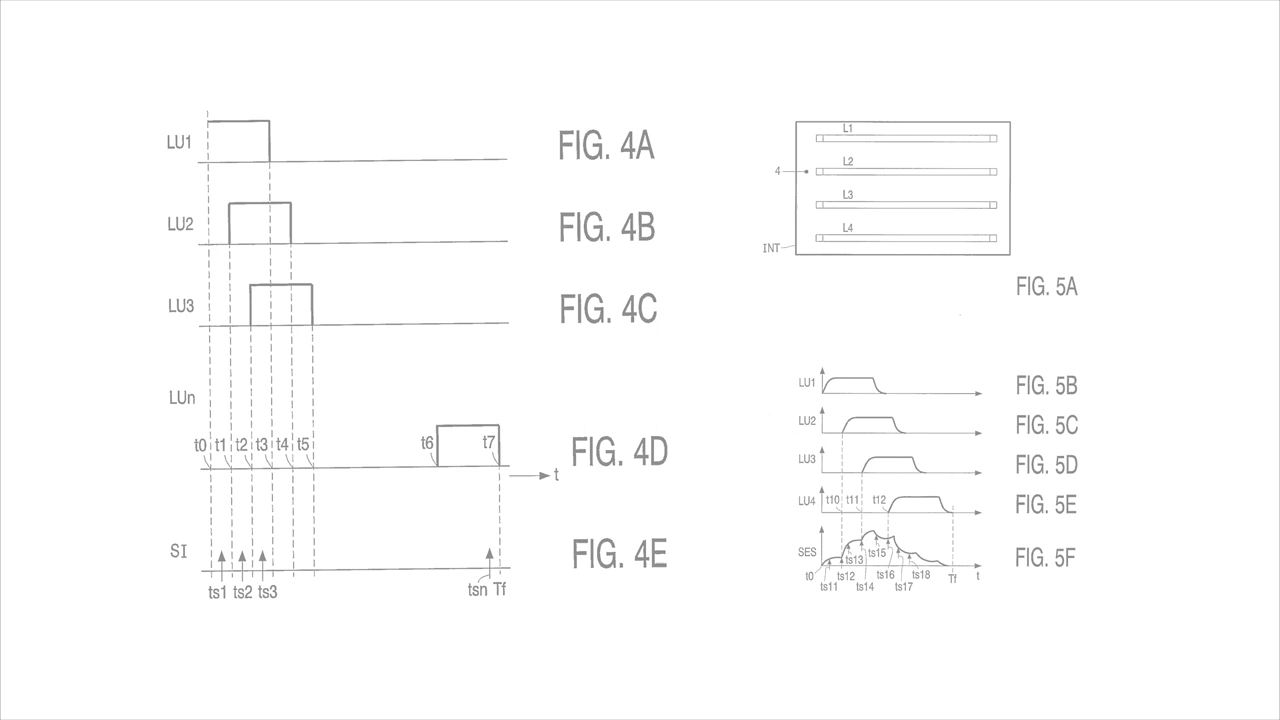 LU1
FIG. 4A
LU2
FIG. 4B
LU3
FIG. 4C
LUn
t0 t1 t2 t3 t4 t5 t6 t7
FIG. 4D
t
SI
FIG. 4E
ts1 ts2 ts3 tsn Tf
L1
L2
4
L3
L4
INT
FIG. 5A
LU1
FIG. 5B
LU2
FIG. 5C
LU3
FIG. 5D
LU4 t10 t11 t12
FIG. 5E
SES
ts13 ts15
FIG. 5F
t0 ts12 ts16 ts18 Tf t
ts11 ts14 ts17